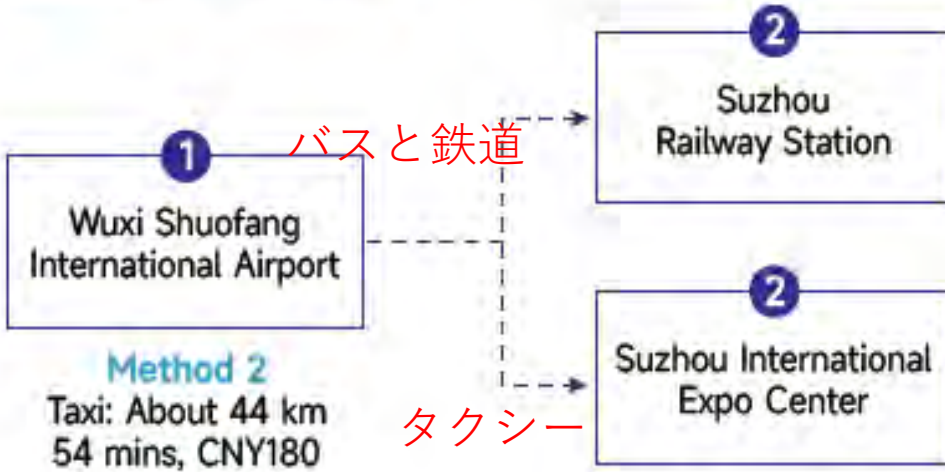 1
Wuxi Shuofang
International Airport
Method 2
Taxi: About 44 km
54 mins, CNY180
バスと鉄道
2
Suzhou
Railway Station
タクシー
2
Suzhou International
Expo Center